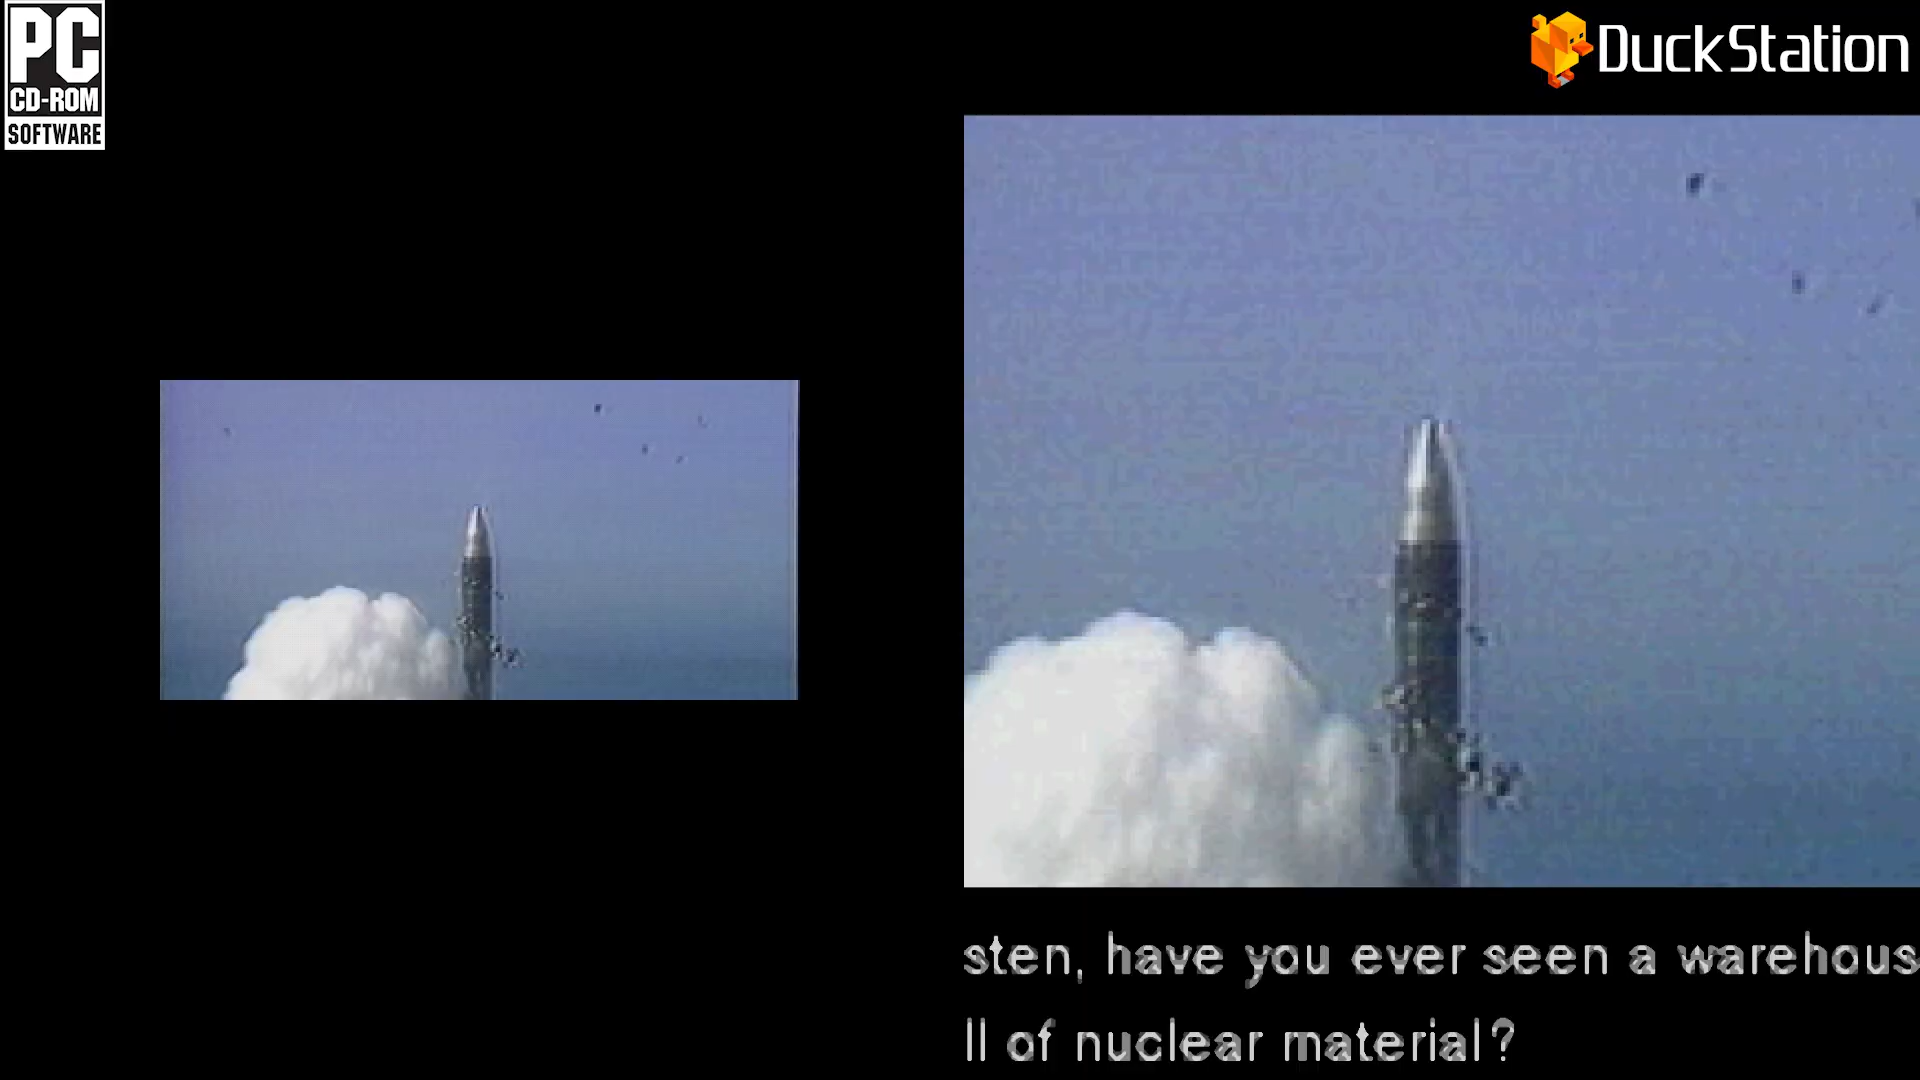 PC
CD-ROM
SOFTWARE
DuckStation
sten, have you ever seen a warehous
ll of nuclear material?